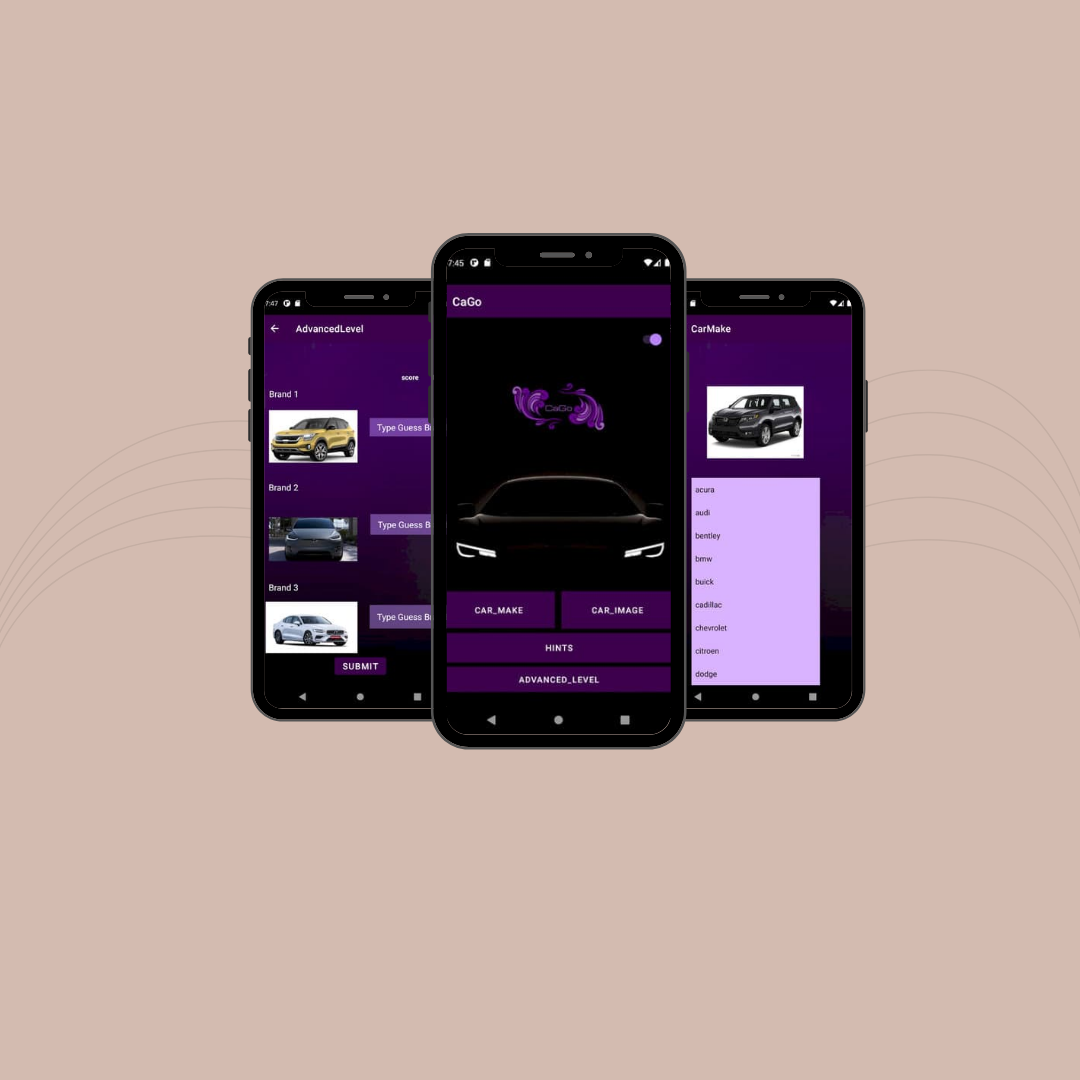 7:47
AdvancedLevel
score
Brand 1
Type Guess B
Brand 2
Type Guess B
Brand 3
Type Guess B
SUBMIT
7:45
CaGo
CaGo
CAR_MAKE
CAR_IMAGE
HINTS
ADVANCED_LEVEL
CarMake
acura
audi
bentley
bmw
buick
cadillac
chevrolet
citroen
dodge